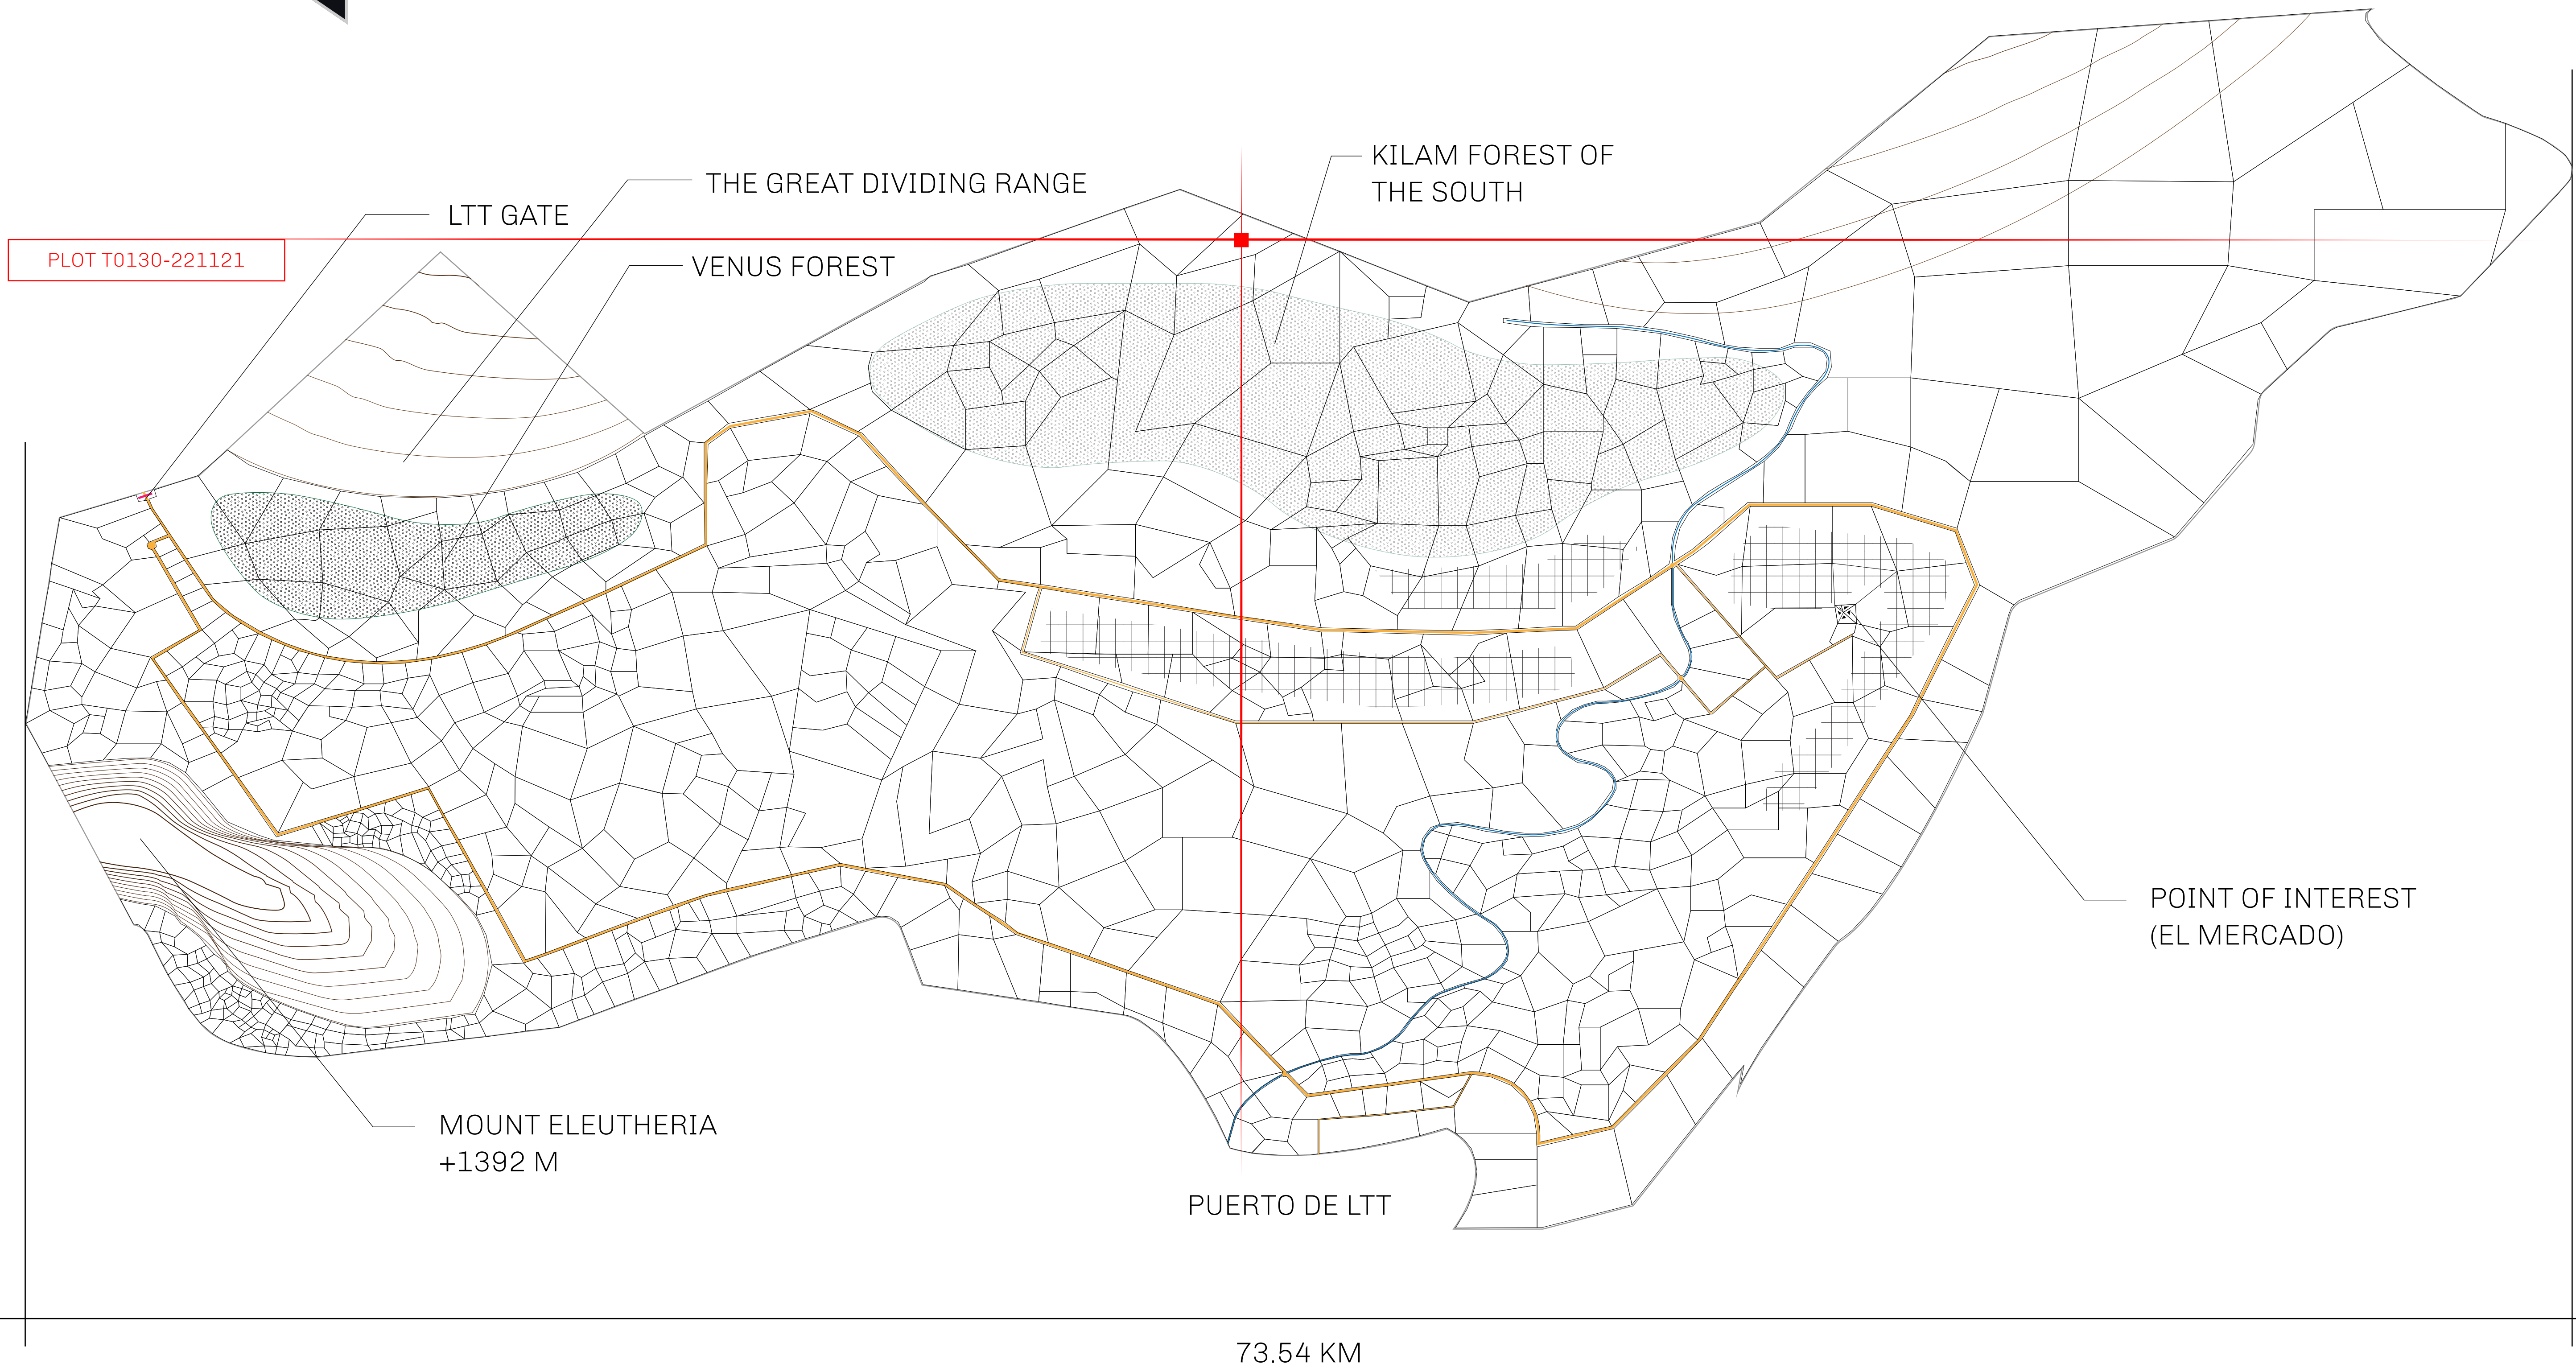 KILAM FOREST OF
THE SOUTH
THE GREAT DIVIDING RANGE
LTT GATE
PLOT T0130-221121
VENUS FOREST
POINT OF INTEREST
(EL MERCADO)
MOUNT ELEUTHERIA
+1392 M
PUERTO DE LTT
73.54 KM